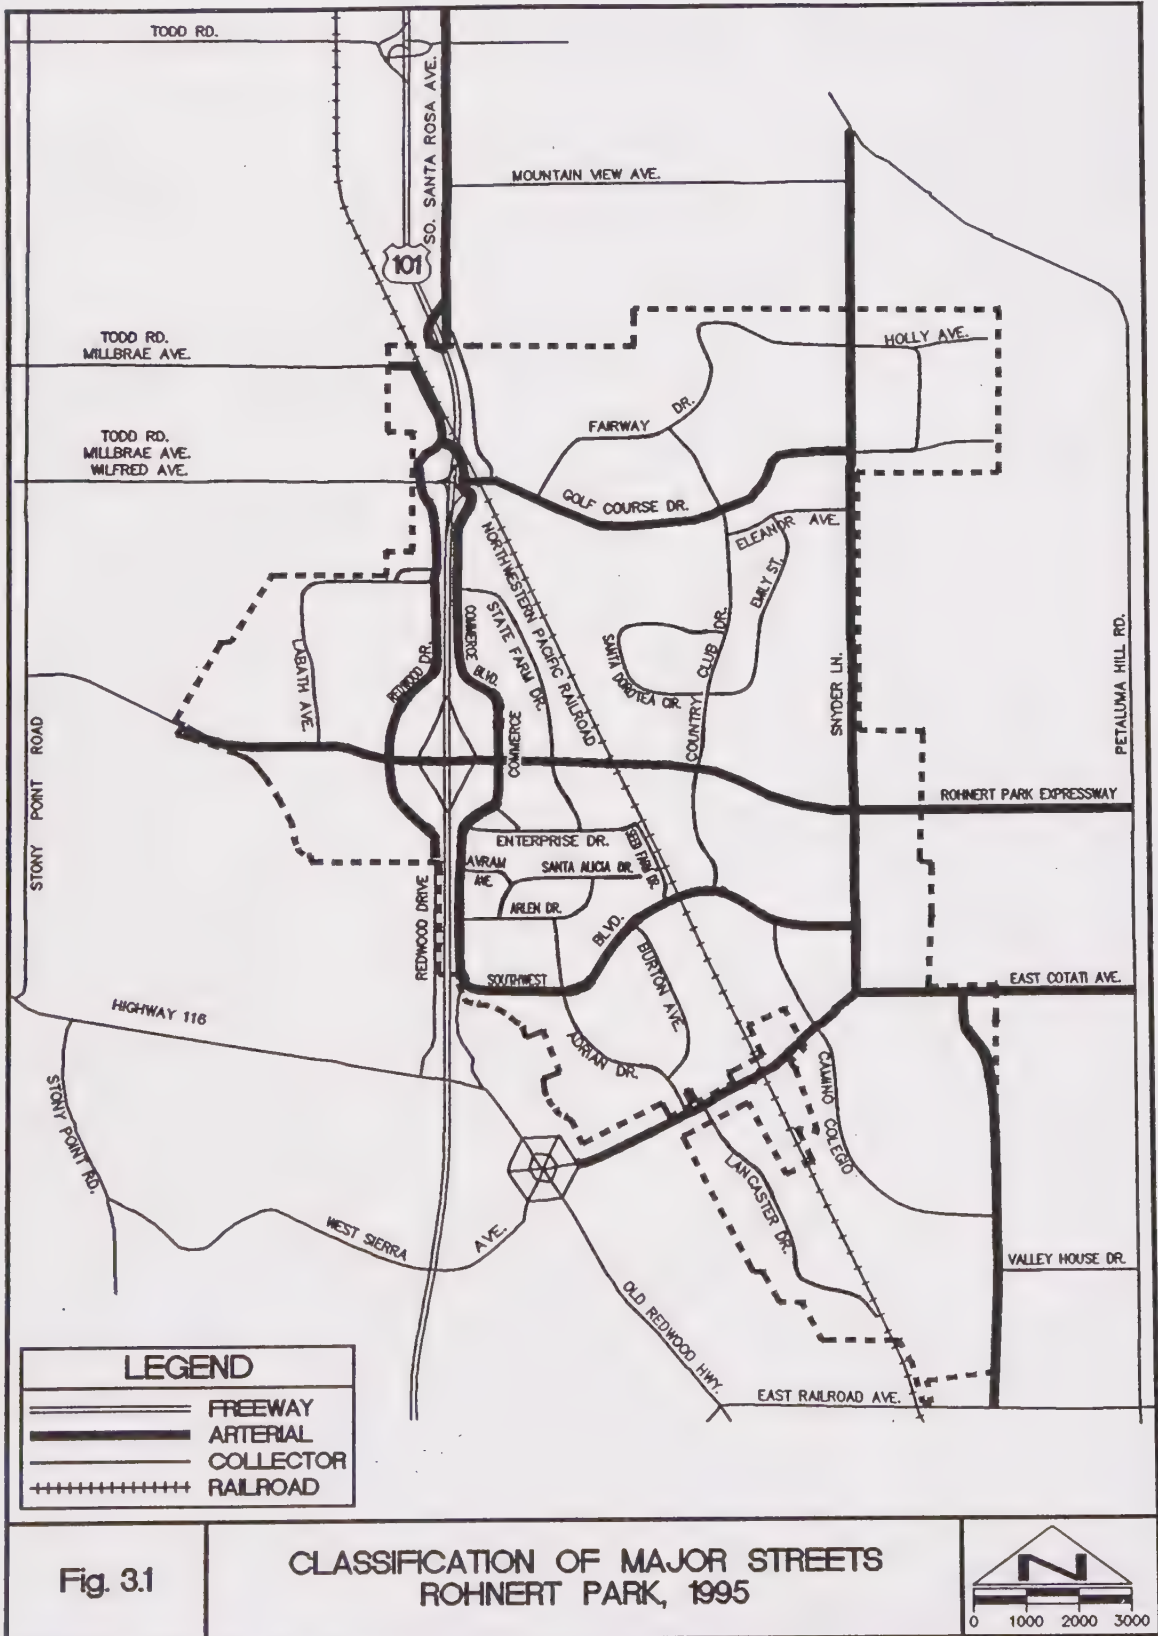 TODD RD.
SO. SANTA ROSA AVE.
MOUNTAIN VIEW AVE.
101
TODD RD.
MILLBRAE AVE.
HOLLY AVE.
FAIRWAY DR.
TODD RD.
MILLBRAE AVE.
WILFRED AVE.
GOLF COURSE DR.
ELEANOR AVE.
EMILY ST.
NORTHWESTERN PACIFIC RAILROAD
STATE FARM DR.
COMMERCE BLVD.
REDWOOD DR.
LABATH AVE.
SANTA DOROTEA CIR.
COUNTRY CLUB DR.
SNYDER LN.
PETALUMA HILL RD.
STONY POINT ROAD
COMMERCE
ROHNERT PARK EXPRESSWAY
ENTERPRISE DR.
SEED FARM DR.
AVRAM AVE.
SANTA ALICIA DR.
ARLEN DR.
REDWOOD DRIVE
SOUTHWEST BLVD.
BURTON AVE.
EAST COTATI AVE.
HIGHWAY 116
ADRIAN DR.
CAMINO COLEGIO
STONY POINT RD.
LANCASTER DR.
WEST SIERRA AVE.
VALLEY HOUSE DR.
OLD REDWOOD HWY.
EAST RAILROAD AVE.
LEGEND
FREEWAY
ARTERIAL
COLLECTOR
RAILROAD
Fig. 3.1
CLASSIFICATION OF MAJOR STREETS
ROHNERT PARK, 1995
N
0 1000 2000 3000